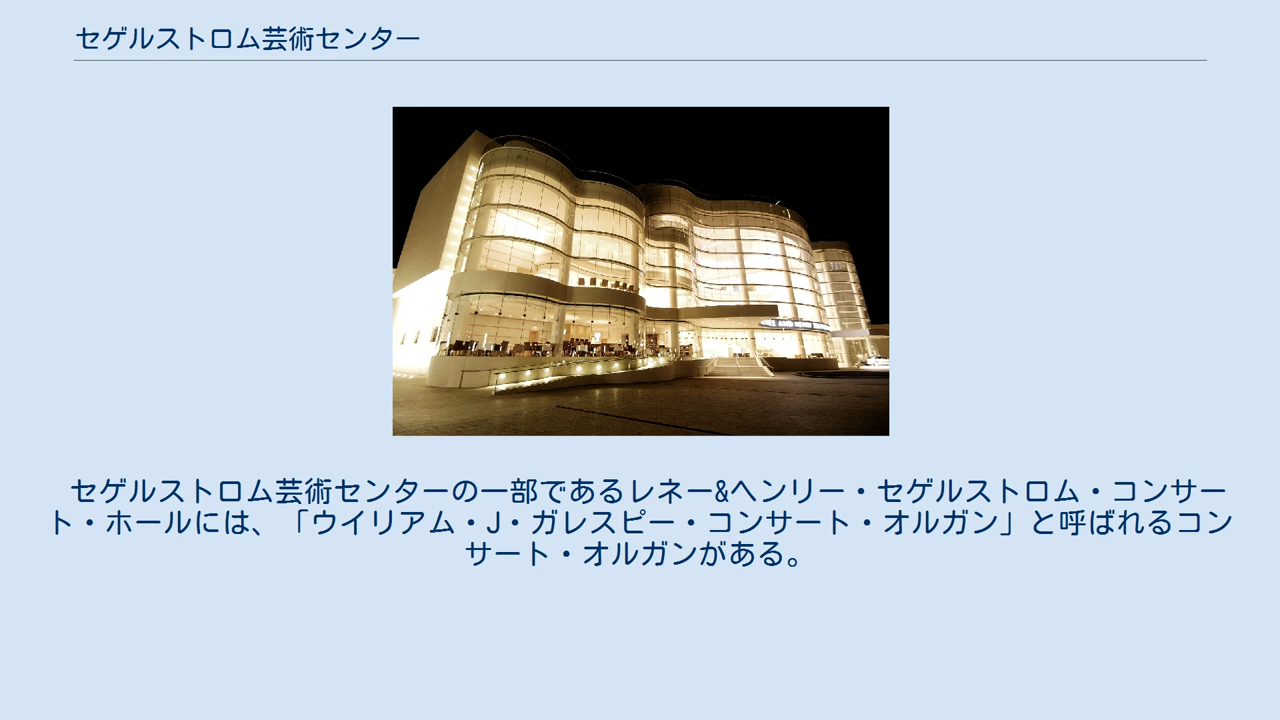 セゲルストロム芸術センター
セゲルストロム芸術センターの一部であるレネー&ヘンリー・セゲルストロム・コンサー
ト・ホールには、「ウイリアム・J・ガレスピー・コンサート・オルガン」と呼ばれるコン
サート・オルガンがある。